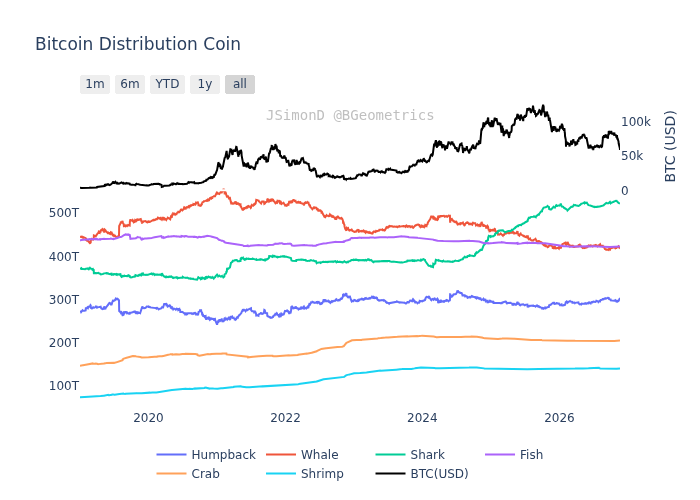 Bitcoin Distribution Coin
1m 6m YTD 1y all
JSimonD @BGeometrics
100k
50k
0
BTC (USD)
500T
400T
300T
200T
100T
2020 2022 2024 2026
Humpback Whale Shark Fish
Crab Shrimp BTC(USD)